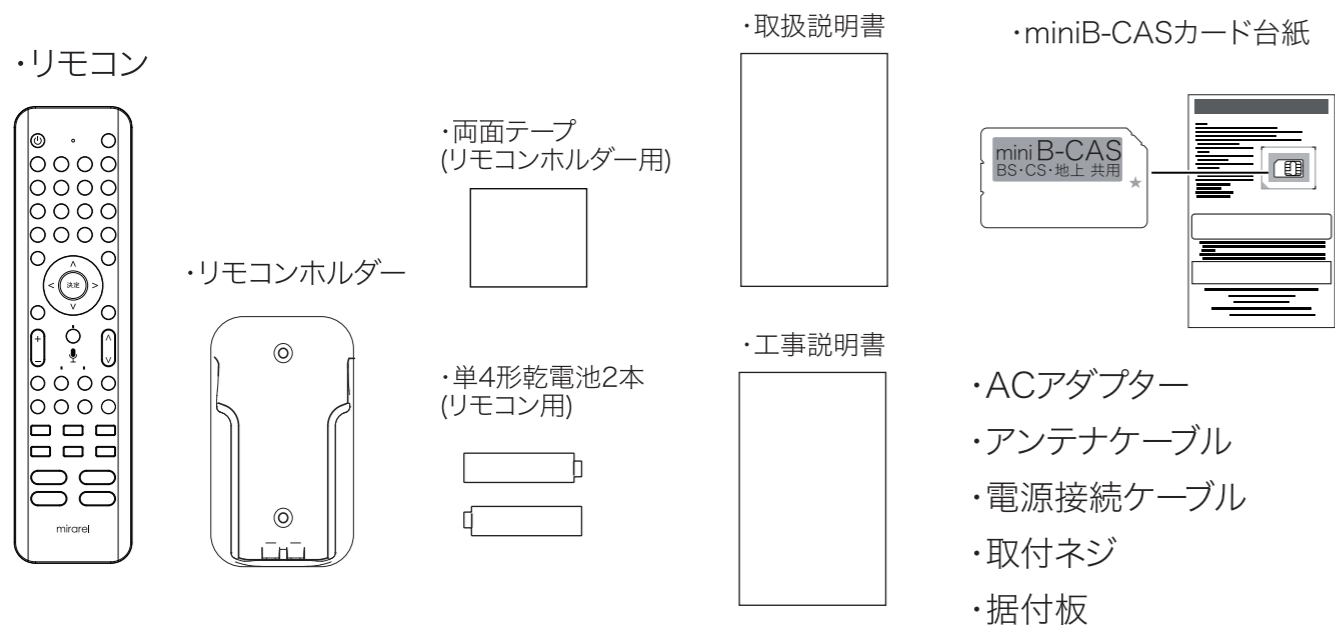 ・リモコン
決定
+
−
mirarel
・リモコンホルダー
・両面テープ
(リモコンホルダー用)
・単4形乾電池2本
(リモコン用)
・取扱説明書
・工事説明書
・miniB-CASカード台紙
mini B-CAS
BS・CS・地上 共用
・ACアダプター
・アンテナケーブル
・電源接続ケーブル
・取付ネジ
・据付板